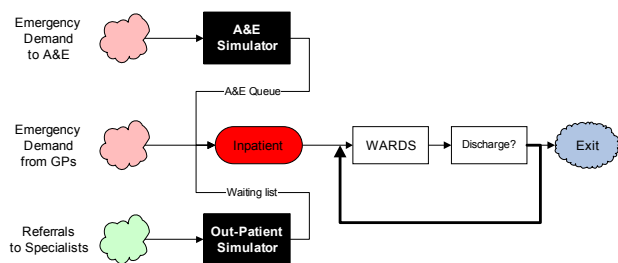 Emergency
Demand
to A&E
A&E
Simulator
A&E Queue
Emergency
Demand
from GPs
Inpatient
WARDS
Discharge?
Exit
Waiting list
Referrals
to Specialists
Out-Patient
Simulator